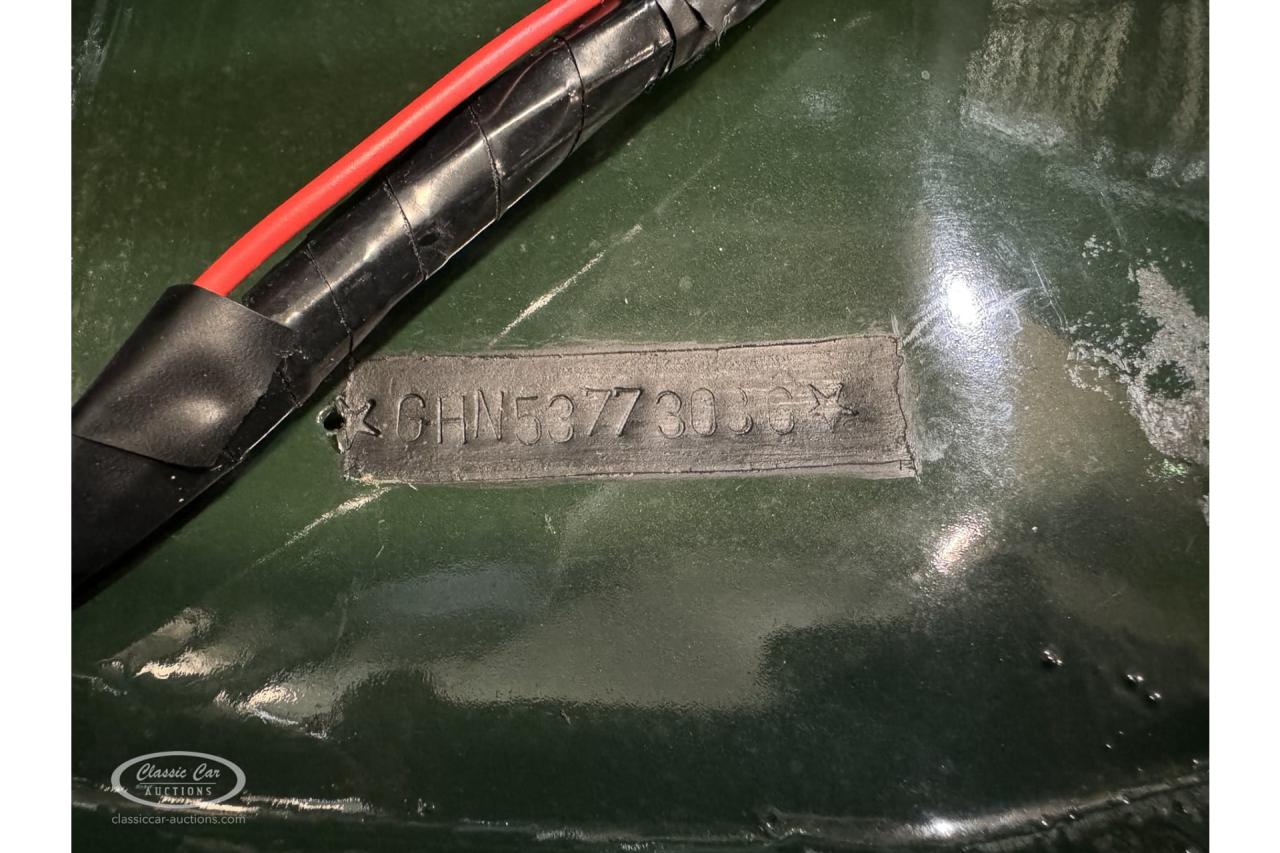 ☆GHN5377303G☆
Classic Car
AUCTIONS
classiccar-auctions.com